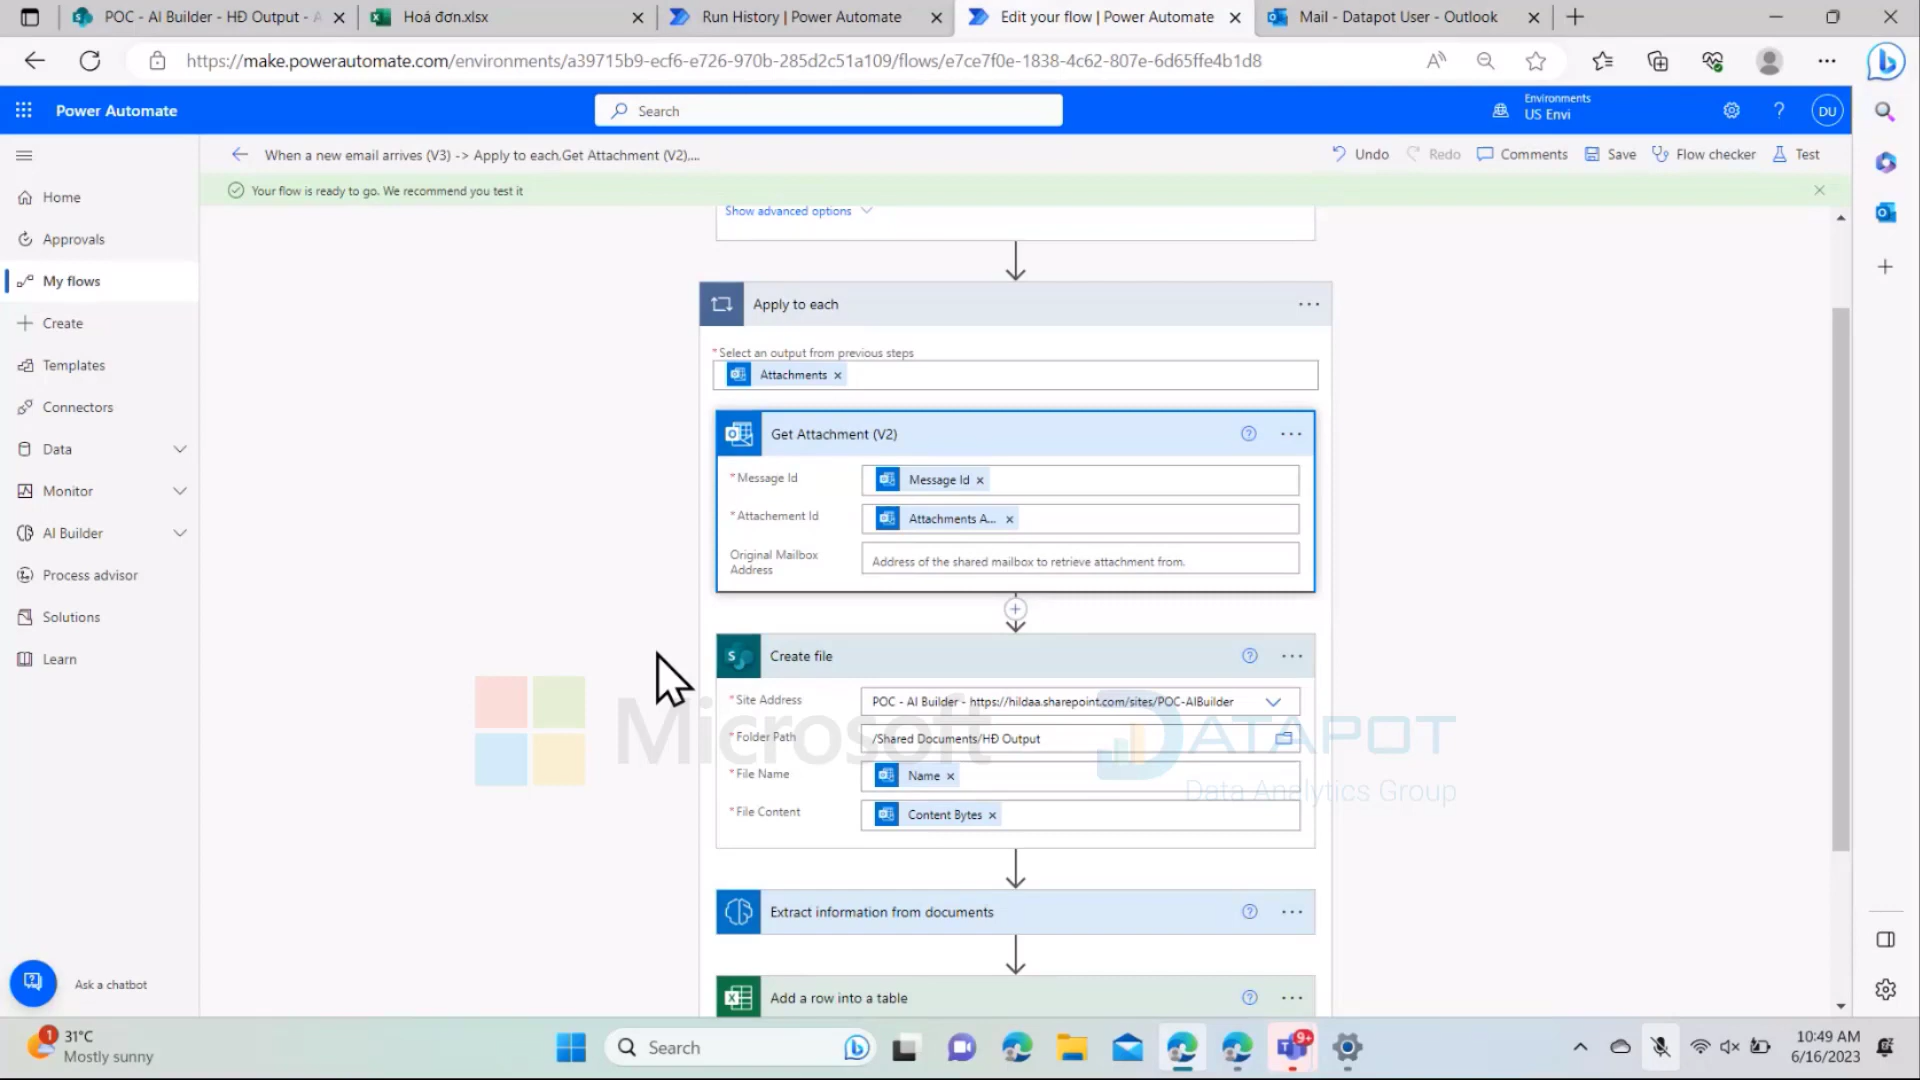 POC - AI Builder - HĐ Output - A
Hoá đơn.xlsx
Run History | Power Automate
Edit your flow | Power Automate
Mail - Datapot User - Outlook
https://make.powerautomate.com/environments/a39715b9-ecf6-e726-970b-285d2c51a109/flows/e7ce7f0e-1838-4c62-807e-6d65ffe4b1d8
Power Automate
Search
Environments
US Envi
DU
When a new email arrives (V3) -> Apply to each,Get Attachment (V2),...
Undo
Redo
Comments
Save
Flow checker
Test
Your flow is ready to go. We recommend you test it
Home
Approvals
My flows
Create
Templates
Connectors
Data
Monitor
AI Builder
Process advisor
Solutions
Learn
Ask a chatbot
Show advanced options
Apply to each
*Select an output from previous steps
Attachments
Get Attachment (V2)
*Message Id
Message Id
*Attachement Id
Attachments A...
Original Mailbox
Address
Address of the shared mailbox to retrieve attachment from.
Create file
*Site Address
POC - AI Builder - https://hildaa.sharepoint.com/sites/POC-AIBuilder
*Folder Path
/Shared Documents/HĐ Output
*File Name
Name
*File Content
Content Bytes
Extract information from documents
Add a row into a table
Microsoft
DATAPOT
Data Analytics Group
1
31°C
Mostly sunny
Search
9+
10:49 AM
6/16/2023